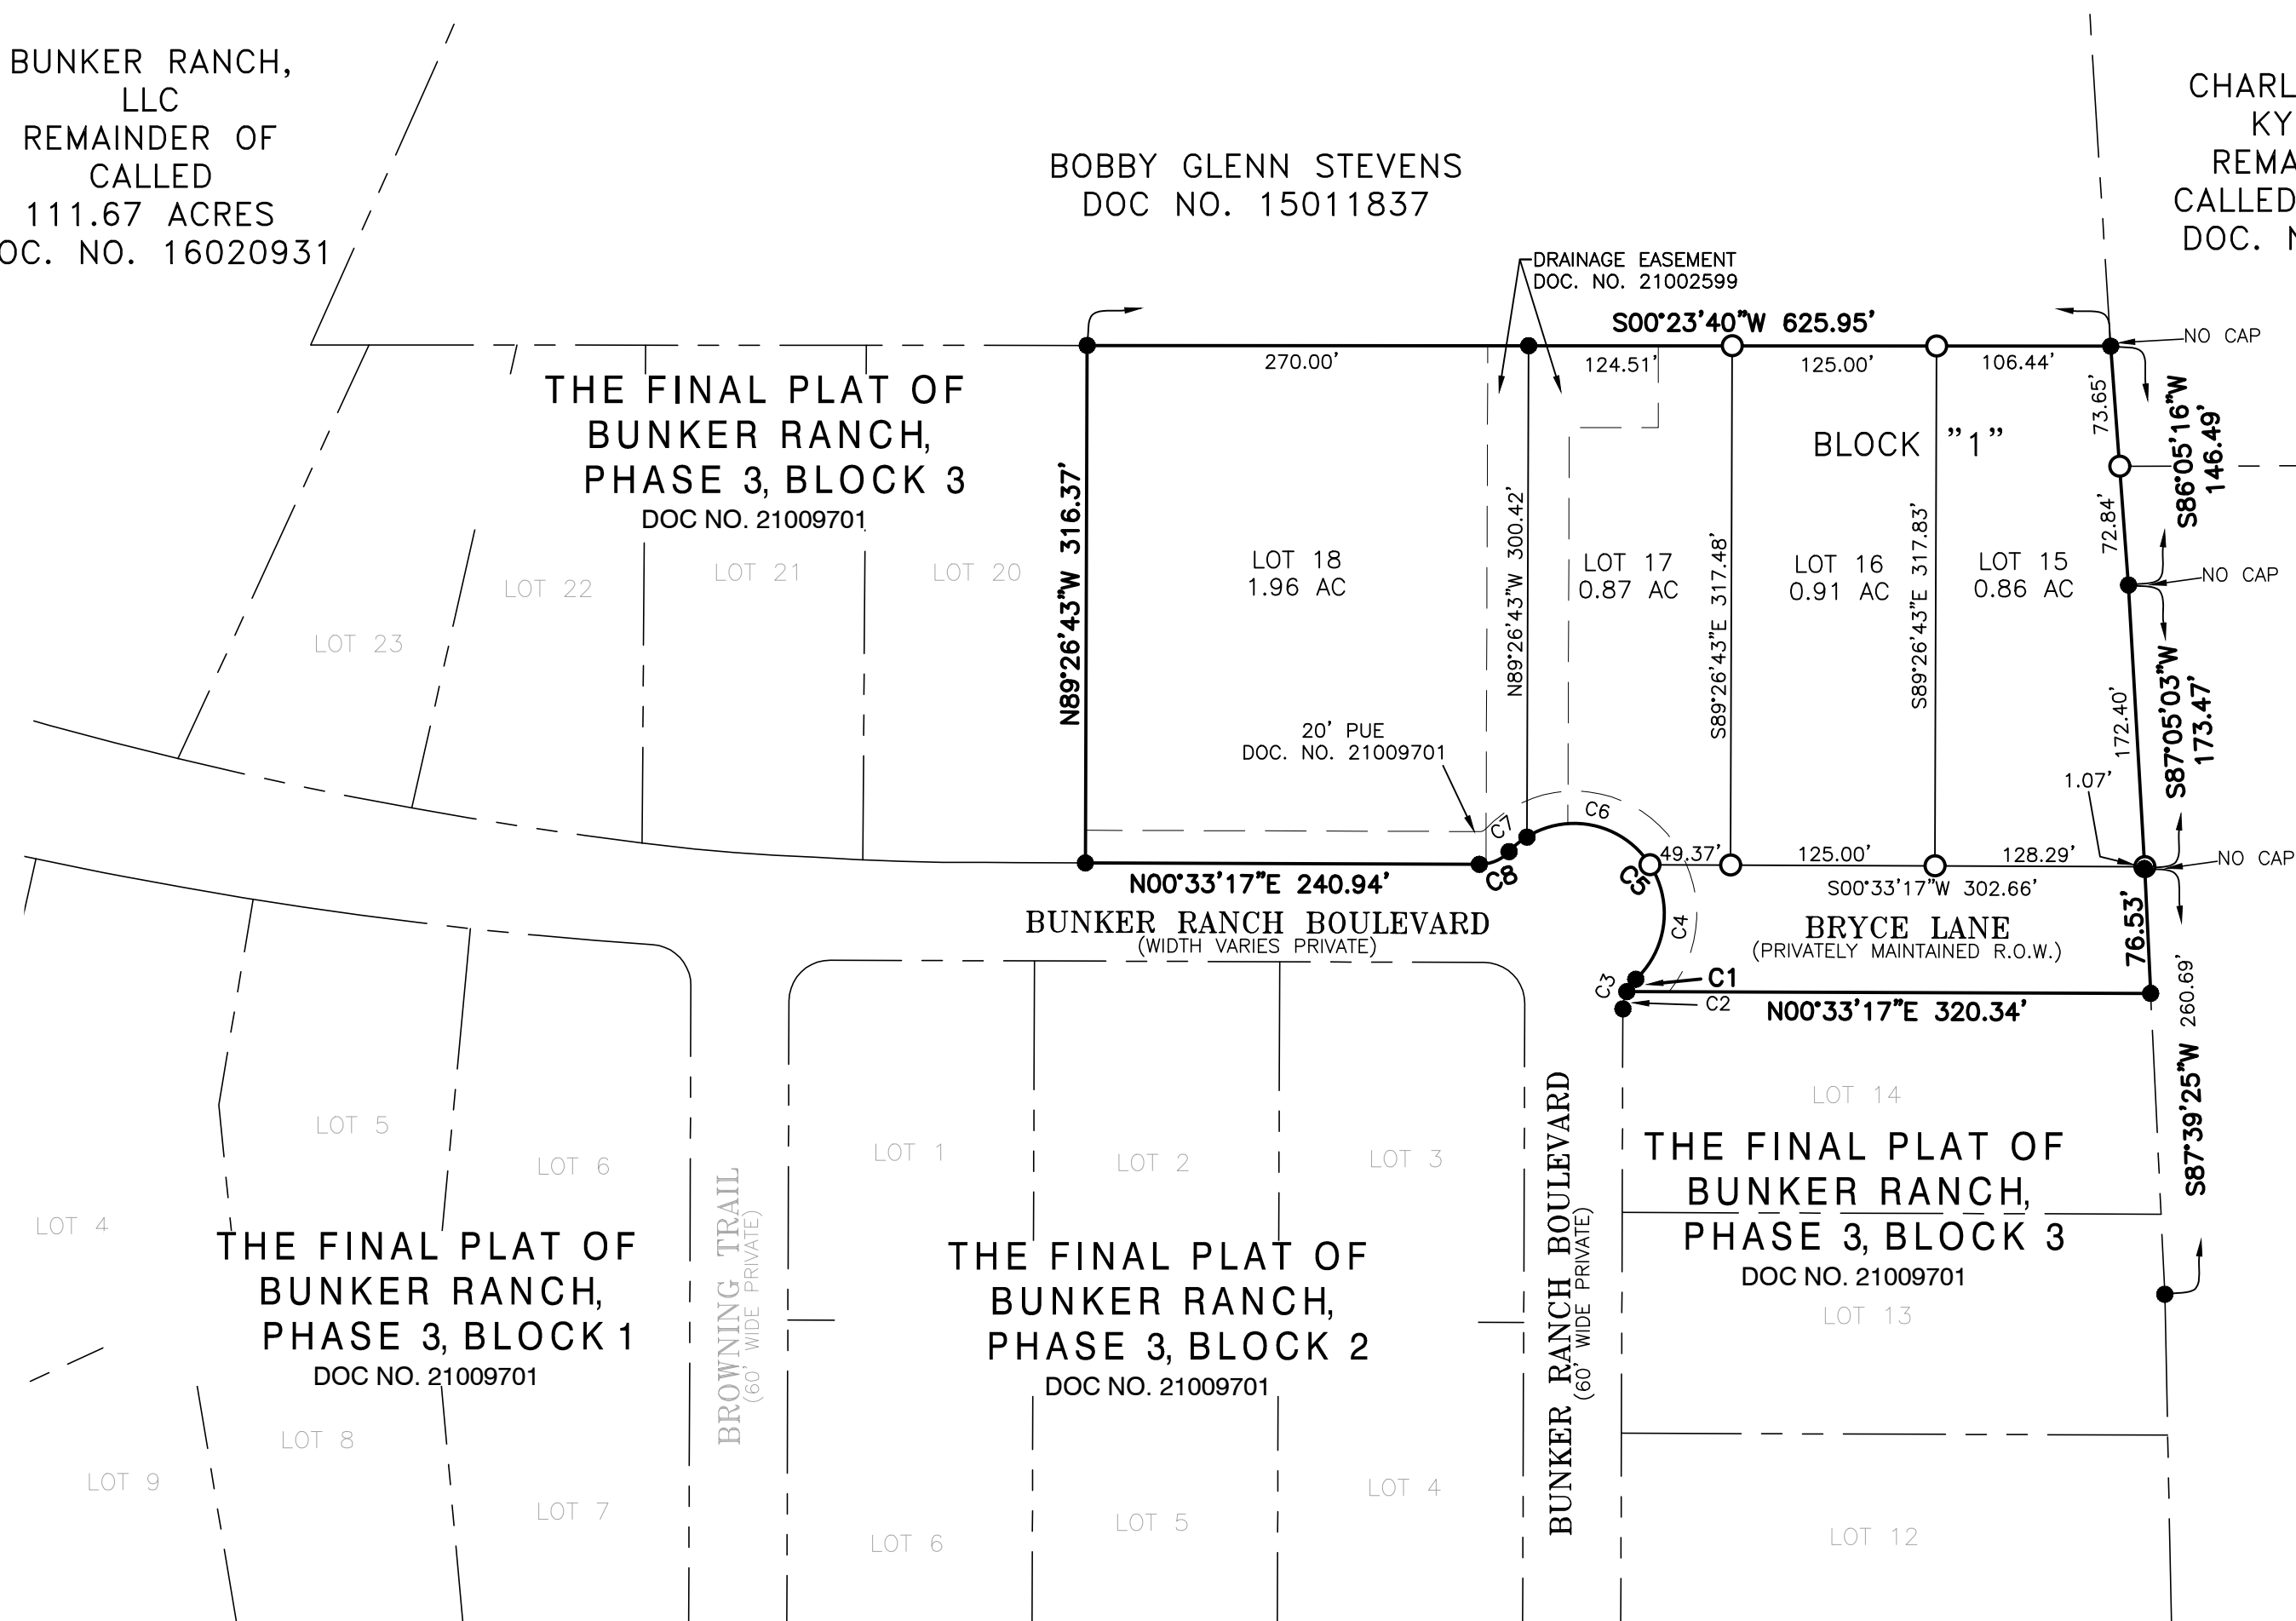 BUNKER RANCH,
LLC
REMAINDER OF
CALLED
111.67 ACRES
OC. NO. 16020931
BOBBY GLENN STEVENS
DOC NO. 15011837
CHARL
KY
REMA
CALLED
DOC. N
DRAINAGE EASEMENT
DOC. NO. 21002599
S00°23'40"W 625.95'
270.00'
124.51'
125.00'
106.44'
NO CAP
73.65'
S86°05'16"W
146.49'
72.84'
NO CAP
THE FINAL PLAT OF
BUNKER RANCH,
PHASE 3, BLOCK 3
DOC NO. 21009701
BLOCK "1"
N89°26'43"W 316.37'
LOT 18
1.96 AC
N89°26'43"W 300.42'
LOT 17
0.87 AC
S89°26'43"E 317.48'
LOT 16
0.91 AC
S89°26'43"E 317.83'
LOT 15
0.86 AC
LOT 23
LOT 22
LOT 21
LOT 20
172.40'
S87°05'03"W
173.47'
20' PUE
DOC. NO. 21009701
1.07'
C7
C6
C8
C5
49.37'
125.00'
128.29'
NO CAP
N00°33'17"E 240.94'
S00°33'17"W 302.66'
BUNKER RANCH BOULEVARD
(WIDTH VARIES PRIVATE)
C4
BRYCE LANE
(PRIVATELY MAINTAINED R.O.W.)
76.53'
C3
C1
C2
N00°33'17"E 320.34'
S87°39'25"W 260.69'
LOT 14
THE FINAL PLAT OF
BUNKER RANCH,
PHASE 3, BLOCK 3
DOC NO. 21009701
LOT 13
LOT 12
LOT 5
LOT 6
LOT 4
THE FINAL PLAT OF
BUNKER RANCH,
PHASE 3, BLOCK 1
DOC NO. 21009701
LOT 8
LOT 9
LOT 7
BROWNING TRAIL
(60' WIDE PRIVATE)
LOT 1
LOT 2
LOT 3
THE FINAL PLAT OF
BUNKER RANCH,
PHASE 3, BLOCK 2
DOC NO. 21009701
LOT 6
LOT 5
LOT 4
BUNKER RANCH BOULEVARD
(60' WIDE PRIVATE)